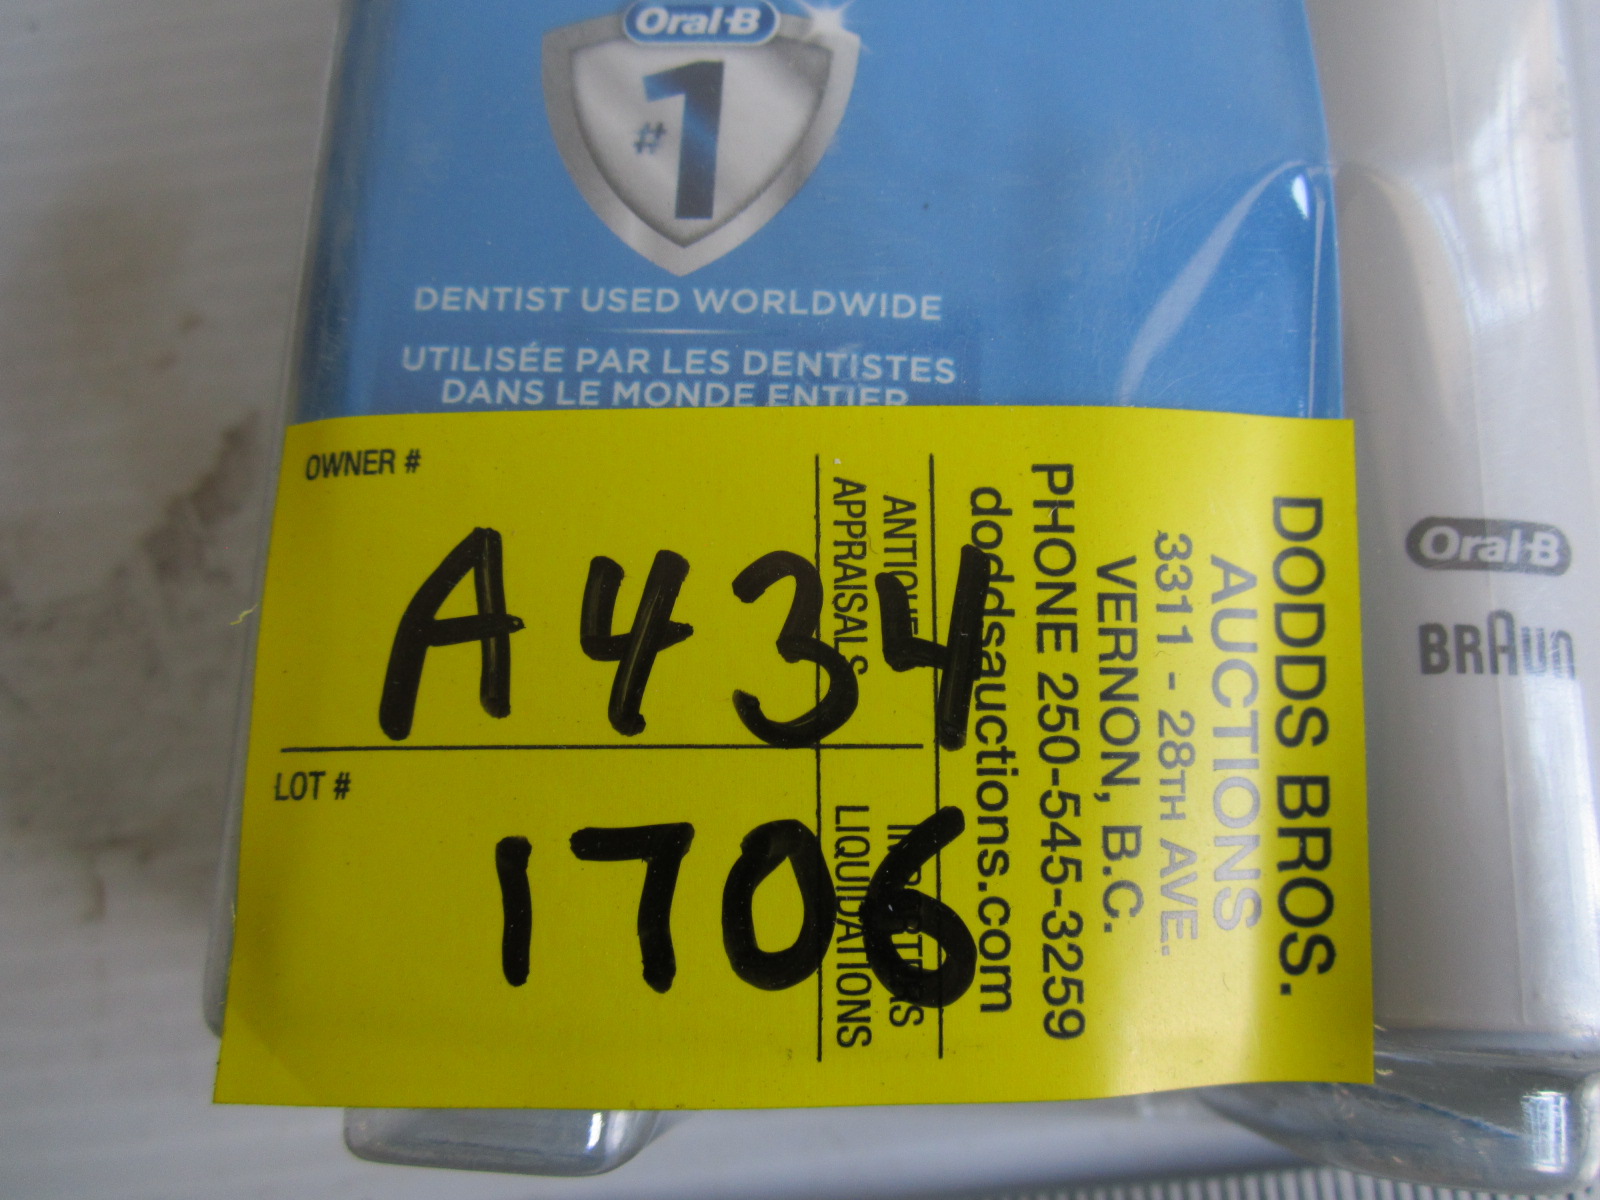 Oral-B
#1
DENTIST USED WORLDWIDE
UTILISÉE PAR LES DENTISTES
DANS LE MONDE ENTIER
OWNER #
A434
LOT #
1706
DODDS BROS.
AUCTIONS
3311 - 28TH AVE.
VERNON, B.C.
PHONE 250-545-3259
doddsauctions.com
APPRAISALS LIQUIDATIONS
Oral-B
BRAUN